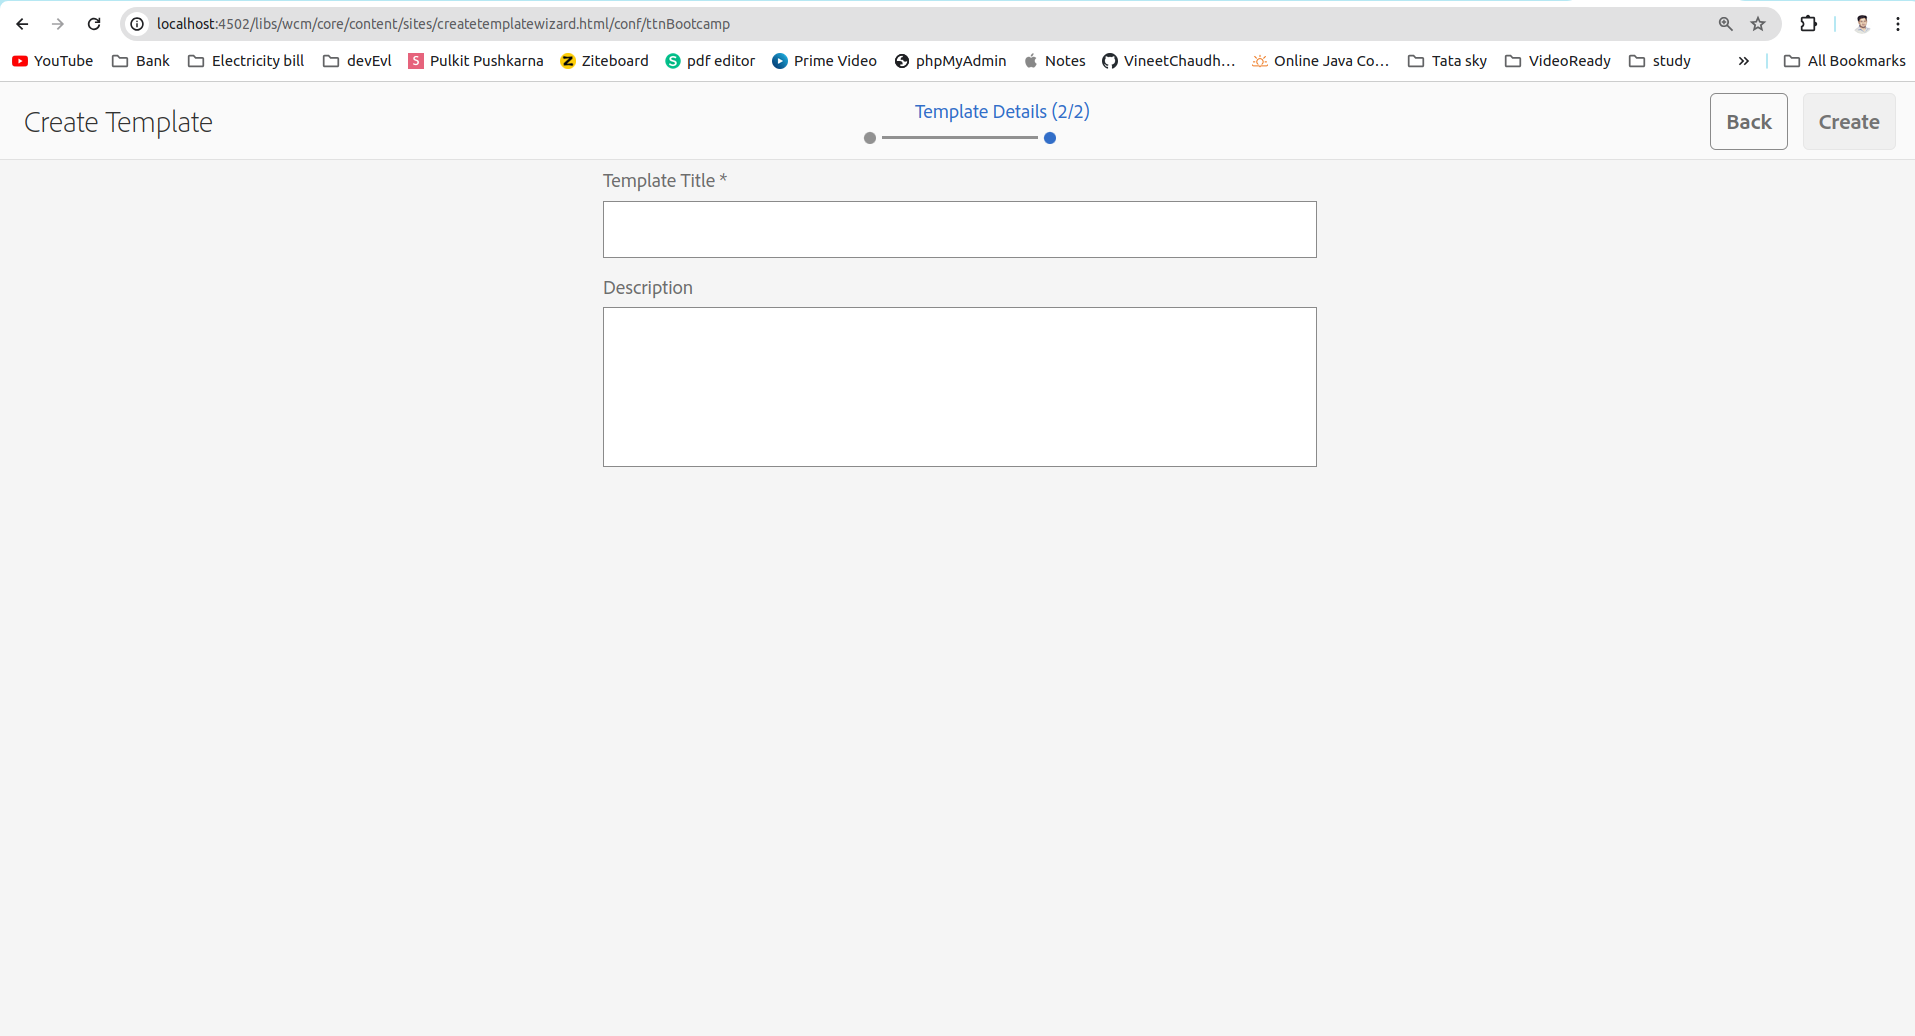 localhost:4502/libs/wcm/core/content/sites/createtemplatewizard.html/conf/ttnBootcamp
YouTube Bank Electricity bill devEvl S Pulkit Pushkarna Z Ziteboard S pdf editor Prime Video phpMyAdmin Notes VineetChaudh... Online Java Co... Tata sky VideoReady study » All Bookmarks
Create Template
Template Details (2/2)
Back Create
Template Title *
Description